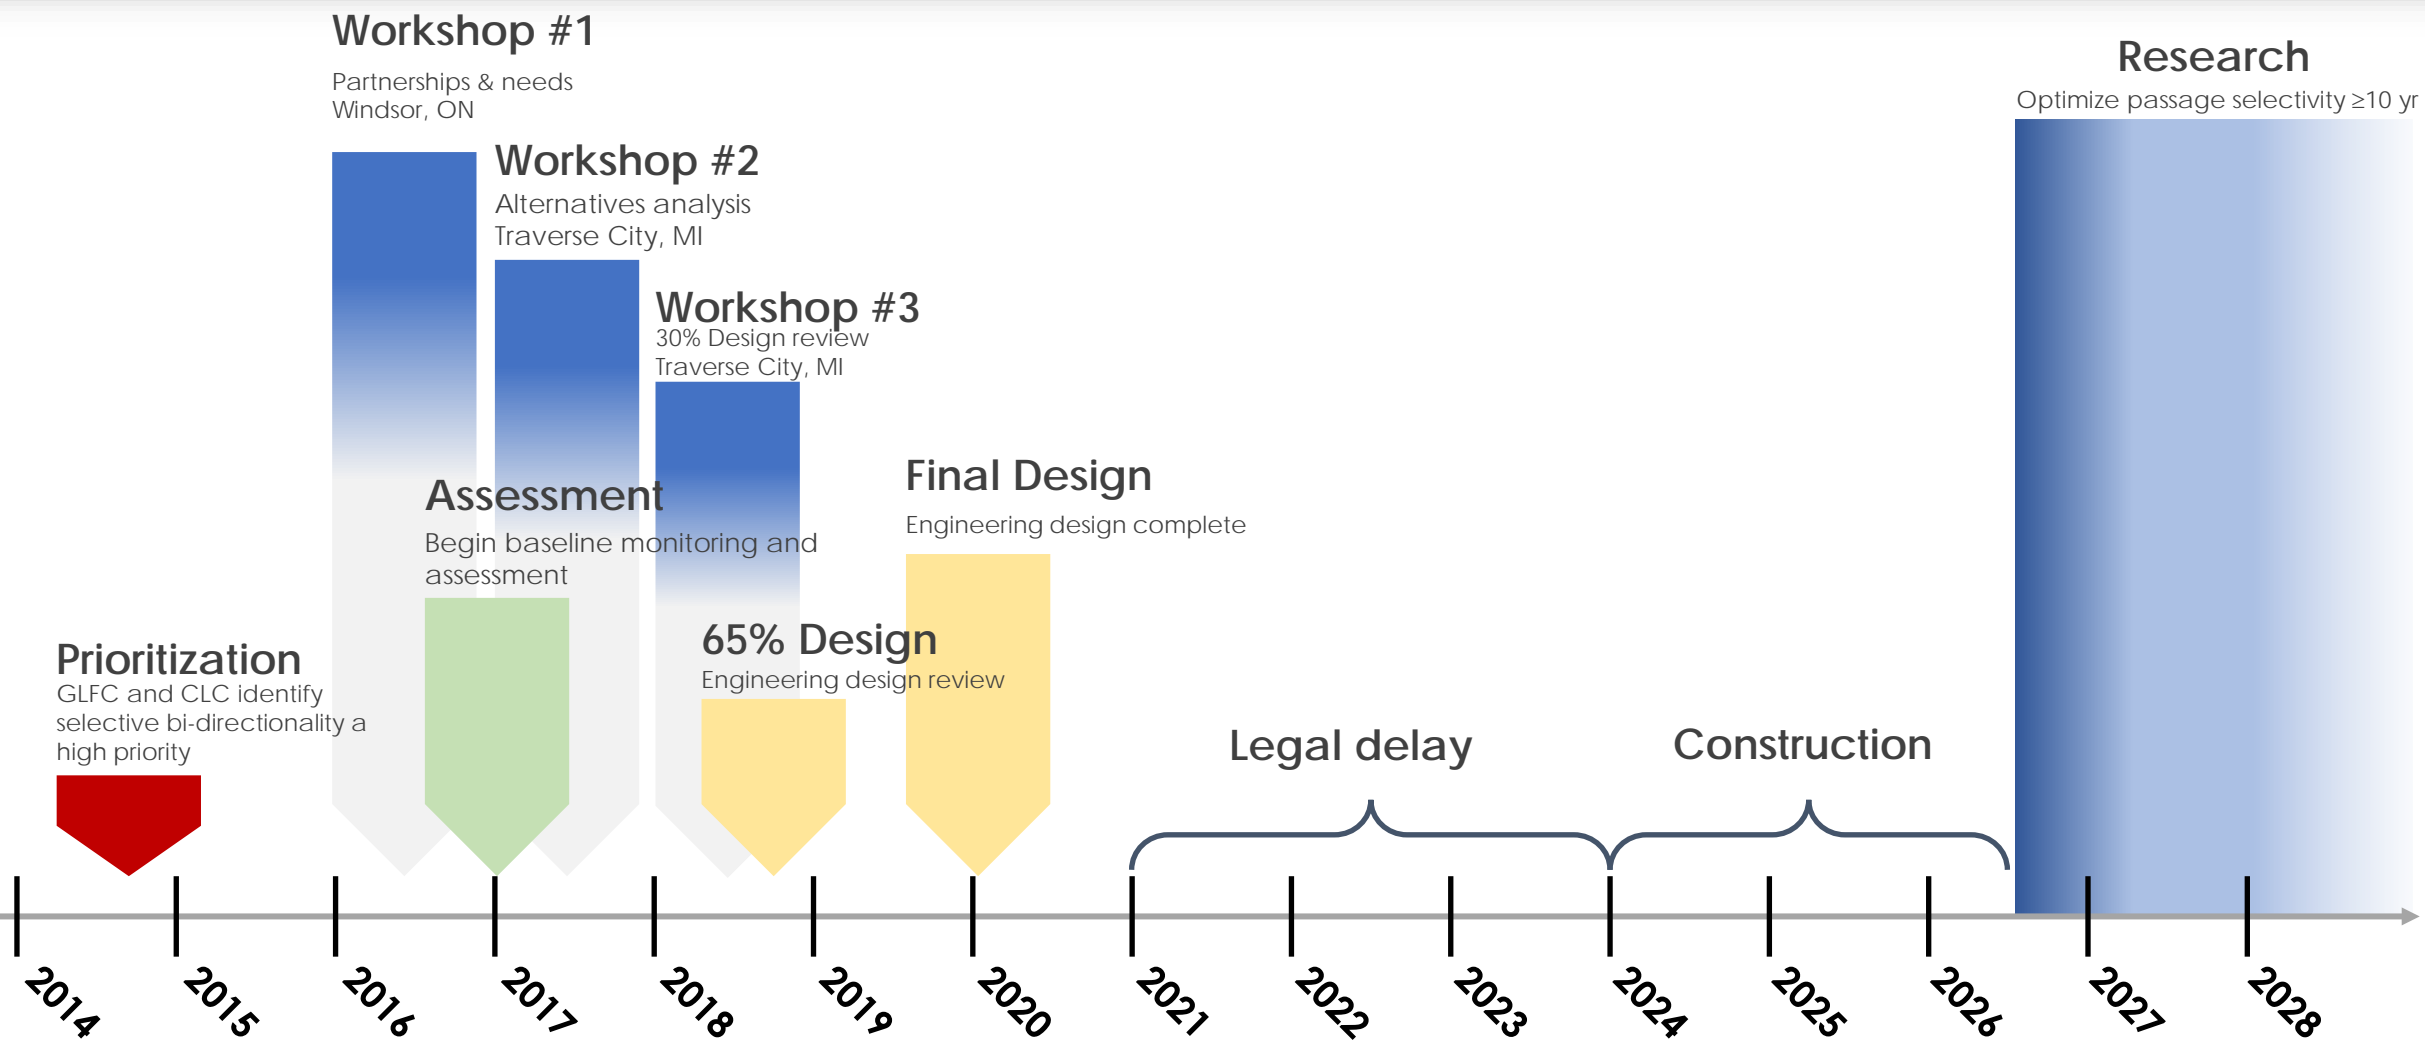 Workshop #1
Partnerships & needs
Windsor, ON
Research
Optimize passage selectivity ≥10 yr
Workshop #2
Alternatives analysis
Traverse City, MI
Workshop #3
30% Design review
Traverse City, MI
Assessment
Begin baseline monitoring and
assessment
Final Design
Engineering design complete
65% Design
Engineering design review
Prioritization
GLFC and CLC identify
selective bi-directionality a
high priority
Legal delay
Construction
2014
2015
2016
2017
2018
2019
2020
2021
2022
2023
2024
2025
2026
2027
2028